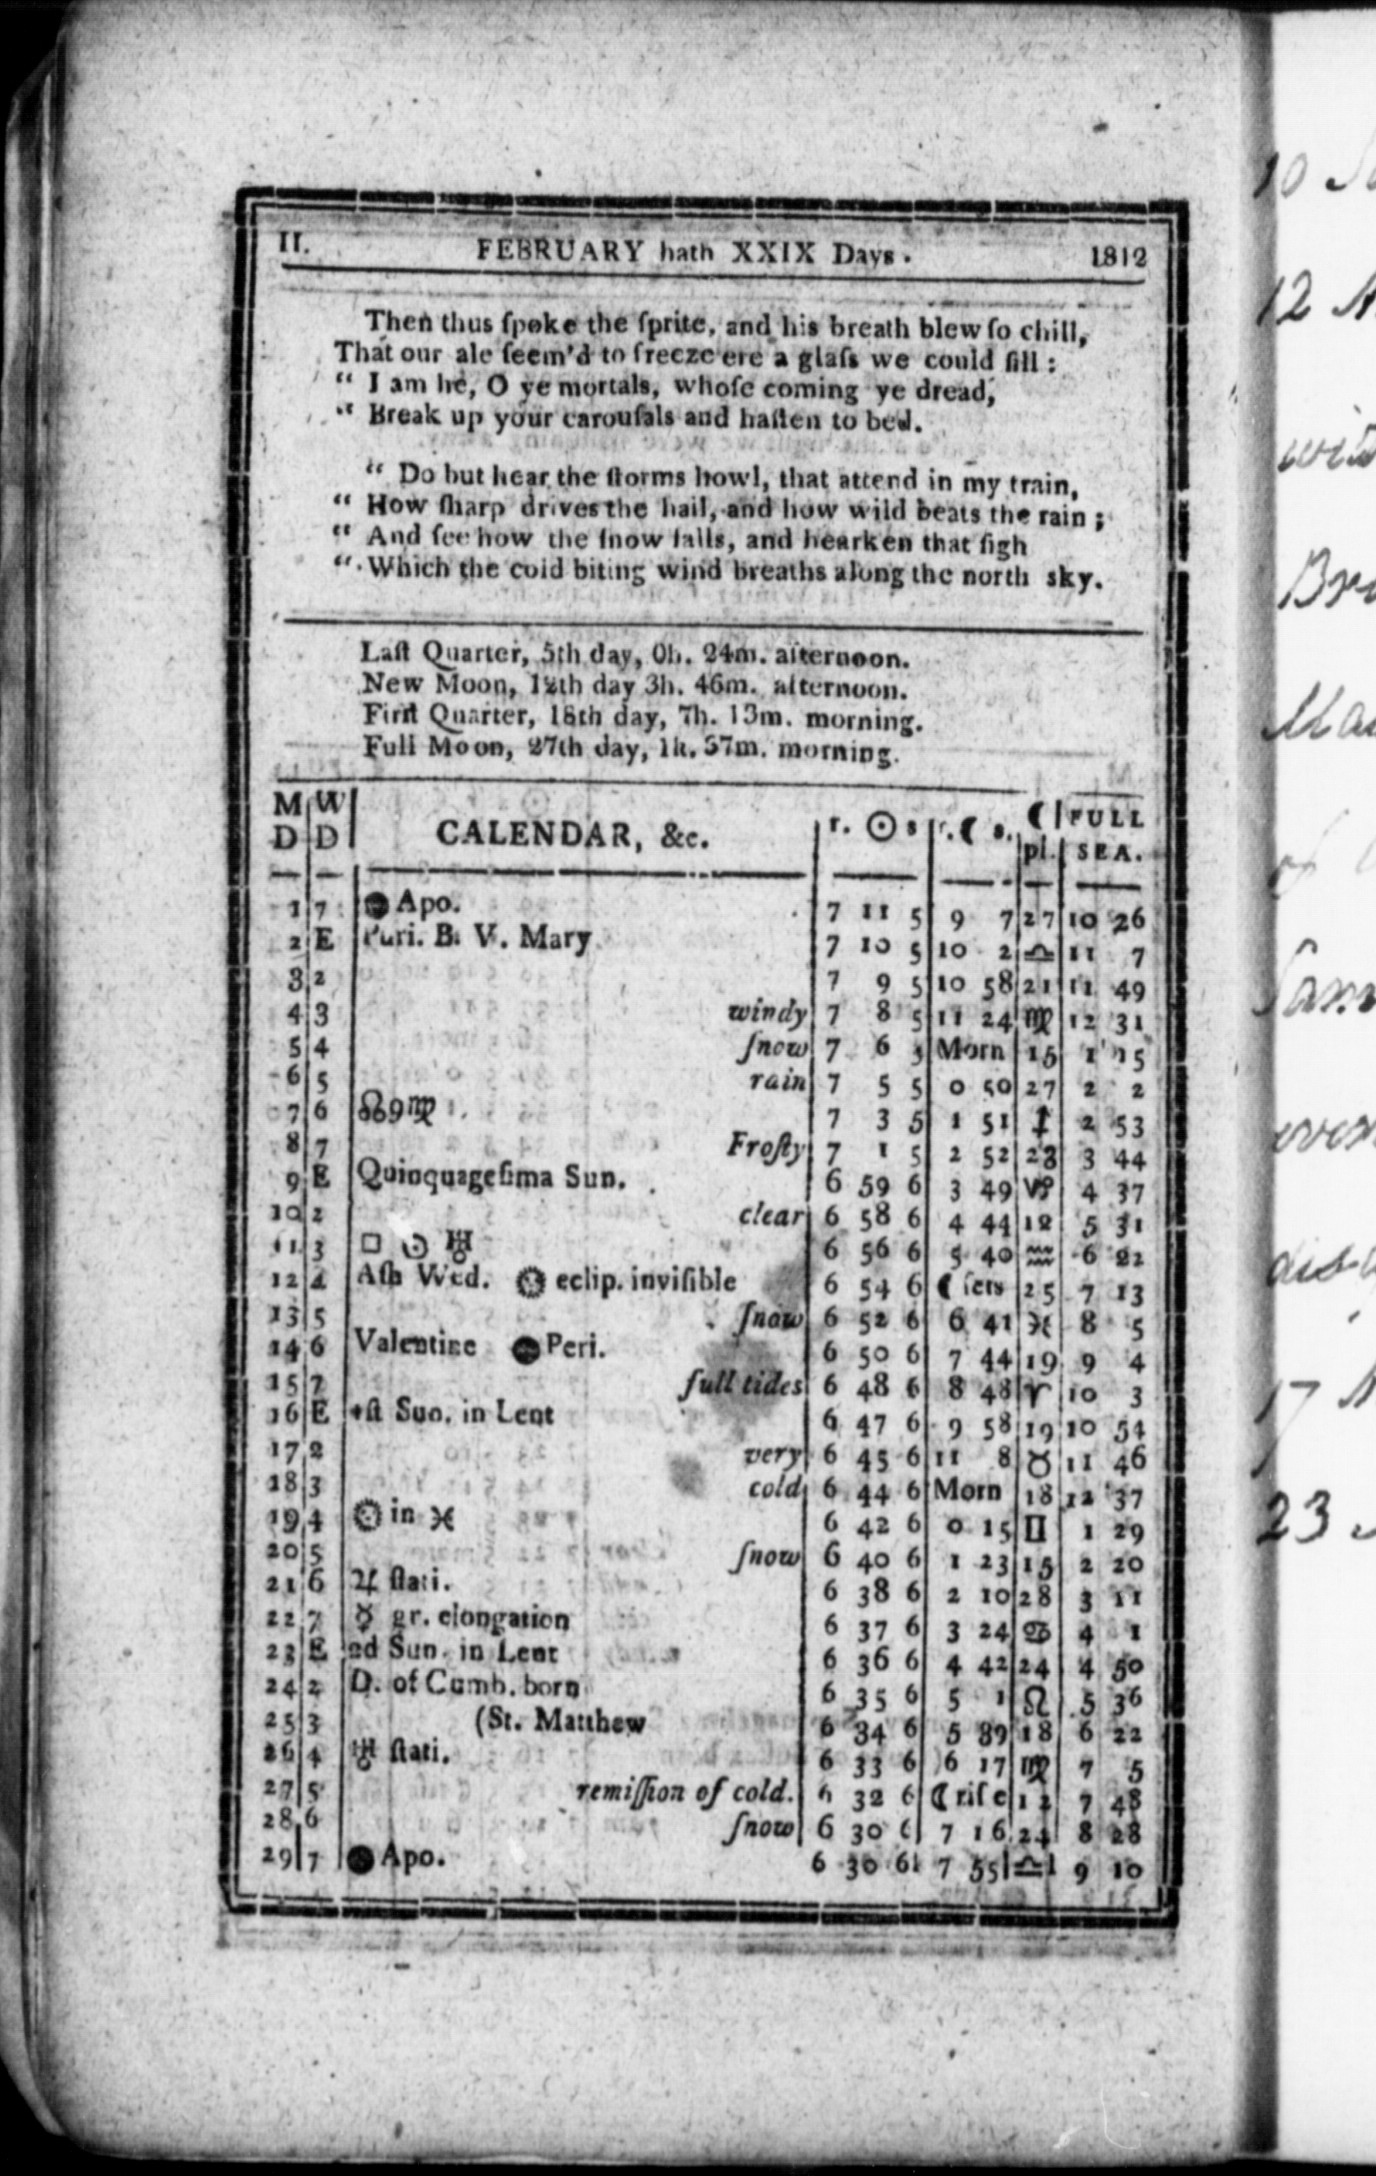 II. FEBRUARY hath XXIX Days. 1812
Then thus ſpoke the ſprite, and his breath blew ſo chill,
That our ale ſeem'd to freeze ere a glaſs we could fill:
" I am he, O ye mortals, whoſe coming ye dread,
" Break up your carouſals and haſten to bed.
" Do but hear the ſtorms howl, that attend in my train,
" How ſharp drives the hail, and how wild beats the rain;
" And ſee how the ſnow falls, and hearken that ſigh
" Which the cold biting wind breaths along the north sky.
Laſt Quarter, 5th day, 0h. 24m. afternoon.
New Moon, 12th day 3h. 46m. afternoon.
Firſt Quarter, 18th day, 7h. 13m. morning.
Full Moon, 27th day, 1h. 57m. morning.
M W ☾ FULL
D D CALENDAR, &c. r. ☉ s r. ☾ s. pl. SEA.
1 7 ● Apo. 7 11 5 9 7 27 10 26
2 E Puri. B. V. Mary 7 10 5 10 2 ♎ 11 7
3 2 7 9 5 10 58 21 11 49
4 3 windy 7 8 5 11 24 ♏ 12 31
5 4 ſnow 7 6 5 Morn 15 1 15
6 5 rain 7 5 5 0 50 27 2 2
7 6 ☊ 9 ♍ 7 3 5 1 51 ♐ 2 53
8 7 Froſty 7 1 5 2 52 23 3 44
9 E Quinquageſima Sun. 6 59 6 3 49 ♑ 4 37
10 2 clear 6 58 6 4 44 12 5 31
11 3 □ ☉ ♅ 6 56 6 5 40 ♒ 6 22
12 4 Aſh Wed. ☉ eclip. inviſible 6 54 6 ☾ ſets 25 7 13
13 5 ſnow 6 52 6 6 41 ♓ 8 5
14 6 Valentine ● Peri. 6 50 6 7 44 19 9 4
15 7 full tides 6 48 6 8 48 ♈ 10 3
16 E 1ſt Sun. in Lent 6 47 6 9 58 19 10 54
17 2 very 6 45 6 11 8 ♉ 11 46
18 3 cold 6 44 6 Morn 18 12 37
19 4 ☉ in ♓ 6 42 6 0 15 ♊ 1 29
20 5 ſnow 6 40 6 1 23 15 2 20
21 6 ♃ ſtati. 6 38 6 2 10 28 3 11
22 7 ☿ gr. elongation 6 37 6 3 24 ♋ 4 1
23 E 2d Sun. in Lent 6 36 6 4 42 24 4 50
24 2 D. of Cumb. born 6 35 6 5 1 ♌ 5 36
25 3 (St. Matthew 6 34 6 5 39 18 6 22
26 4 ♅ ſtati. 6 33 6 6 17 ♍ 7 5
27 5 remiſſion of cold. 6 32 6 ☾ riſe 12 7 48
28 6 ſnow 6 30 6 7 16 24 8 28
29 7 ● Apo. 6 30 6 7 55 ♎ 9 10
10
12
17
23